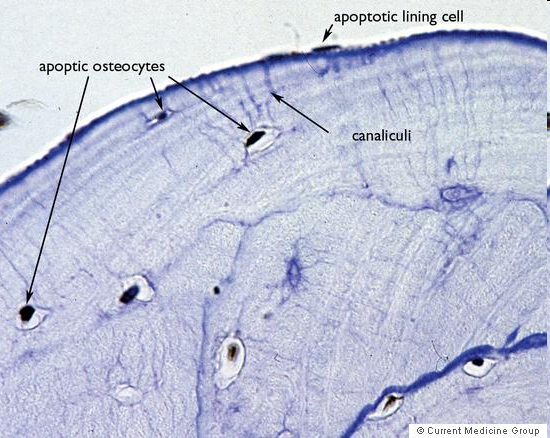 apoptotic lining cell
apoptic osteocytes
canaliculi
© Current Medicine Group